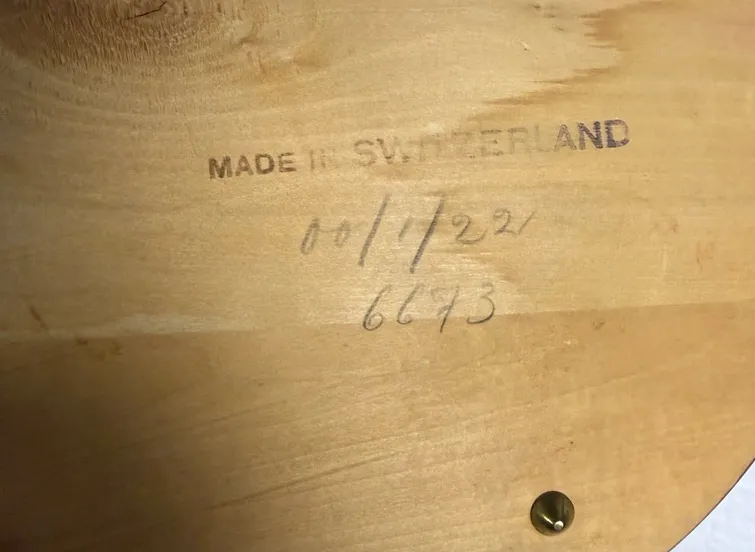 MADE IN SWITZERLAND
00/1/22
6673